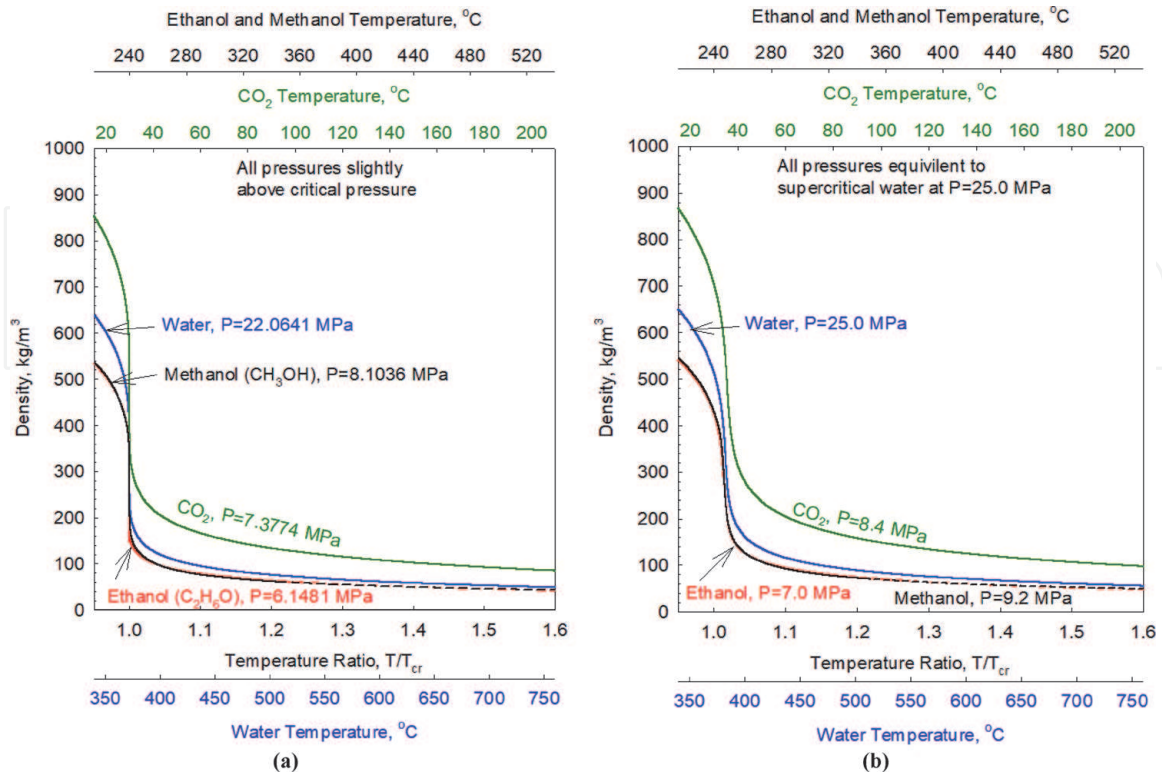 Ethanol and Methanol Temperature, °C
240 280 320 360 400 440 480 520
CO2 Temperature, °C
20 40 60 80 100 120 140 160 180 200
1000
900
800
700
600
500
400
300
200
100
0
Density, kg/m3
All pressures slightly
above critical pressure
Water, P=22.0641 MPa
Methanol (CH3OH), P=8.1036 MPa
CO2, P=7.3774 MPa
Ethanol (C2H6O), P=6.1481 MPa
1.0 1.1 1.2 1.3 1.4 1.5 1.6
Temperature Ratio, T/Tcr
350 400 450 500 550 600 650 700 750
Water Temperature, °C
(a)
Ethanol and Methanol Temperature, °C
240 280 320 360 400 440 480 520
CO2 Temperature, °C
20 40 60 80 100 120 140 160 180 200
1000
900
800
700
600
500
400
300
200
100
0
Density, kg/m3
All pressures equivilent to
supercritical water at P=25.0 MPa
Water, P=25.0 MPa
CO2, P=8.4 MPa
Ethanol, P=7.0 MPa
Methanol, P=9.2 MPa
1.0 1.1 1.2 1.3 1.4 1.5 1.6
Temperature Ratio, T/Tcr
350 400 450 500 550 600 650 700 750
Water Temperature, °C
(b)